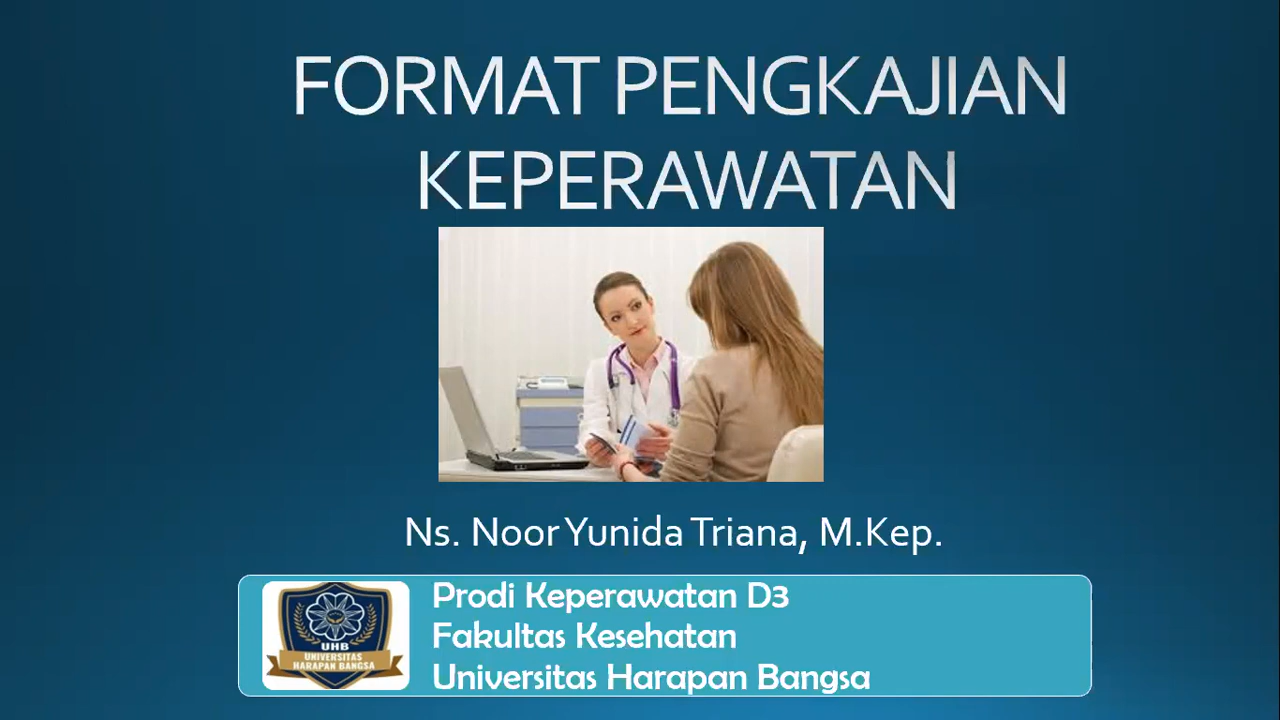 FORMAT PENGKAJIAN
KEPERAWATAN
Ns. Noor Yunida Triana, M.Kep.
UHB
UNIVERSITAS
HARAPAN BANGSA
Prodi Keperawatan D3
Fakultas Kesehatan
Universitas Harapan Bangsa